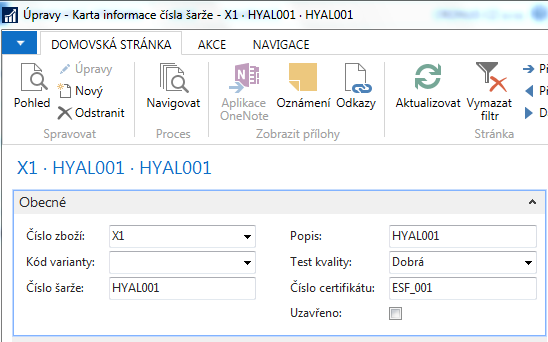 Úpravy - Karta informace čísla šarže - X1 · HYAL001 · HYAL001
DOMOVSKÁ STRÁNKA AKCE NAVIGACE
Pohled
Úpravy
Nový
Odstranit
Spravovat
Navigovat
Proces
Aplikace OneNote
Oznámení
Odkazy
Zobrazit přílohy
Aktualizovat
Vymazat filtr
Stránka
X1 · HYAL001 · HYAL001
Obecné
Číslo zboží: X1
Kód varianty:
Číslo šarže: HYAL001
Popis: HYAL001
Test kvality: Dobrá
Číslo certifikátu: ESF_001
Uzavřeno: